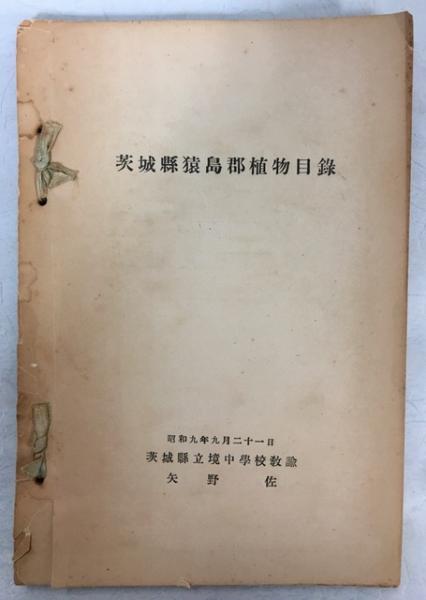 茨城縣猿島郡植物目錄
昭和九年九月二十一日
茨城縣立境中學校敎諭
矢野 佐